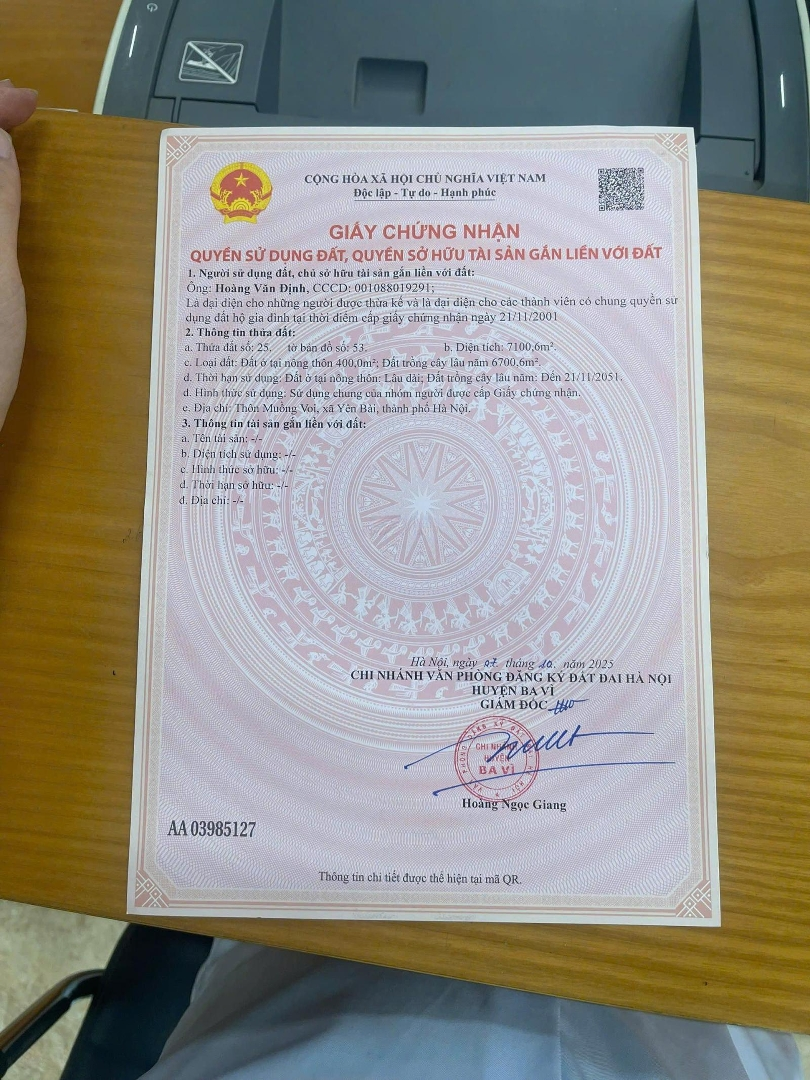 CỘNG HÒA XÃ HỘI CHỦ NGHĨA VIỆT NAM
Độc lập - Tự do - Hạnh phúc
GIẤY CHỨNG NHẬN
QUYỀN SỬ DỤNG ĐẤT, QUYỀN SỞ HỮU TÀI SẢN GẮN LIỀN VỚI ĐẤT
1. Người sử dụng đất, chủ sở hữu tài sản gắn liền với đất:
Ông: Hoàng Văn Định, CCCD: 001088019291;
Là đại diện cho những người được thừa kế và là đại diện cho các thành viên có chung quyền sử
dụng đất hộ gia đình tại thời điểm cấp giấy chứng nhận ngày 21/11/2001
2. Thông tin thửa đất:
a. Thửa đất số: 25. tờ bản đồ số: 53. b. Diện tích: 7100,6m².
c. Loại đất: Đất ở tại nông thôn 400,0m²; Đất trồng cây lâu năm 6700,6m².
d. Thời hạn sử dụng: Đất ở tại nông thôn: Lâu dài; Đất trồng cây lâu năm: Đến 21/11/2051.
đ. Hình thức sử dụng: Sử dụng chung của nhóm người được cấp Giấy chứng nhận.
e. Địa chỉ: Thôn Muồng Voi, xã Yên Bài, thành phố Hà Nội.
3. Thông tin tài sản gắn liền với đất:
a. Tên tài sản: -/-
b. Diện tích sử dụng: -/-
c. Hình thức sở hữu: -/-
d. Thời hạn sở hữu: -/-
đ. Địa chỉ: -/-
Hà Nội, ngày 07 tháng 10 năm 2025
CHI NHÁNH VĂN PHÒNG ĐĂNG KÝ ĐẤT ĐAI HÀ NỘI
HUYỆN BA VÌ
GIÁM ĐỐC
CHI NHÁNH
HUYỆN
BA VÌ
Hoàng Ngọc Giang
AA 03985127
Thông tin chi tiết được thể hiện tại mã QR.